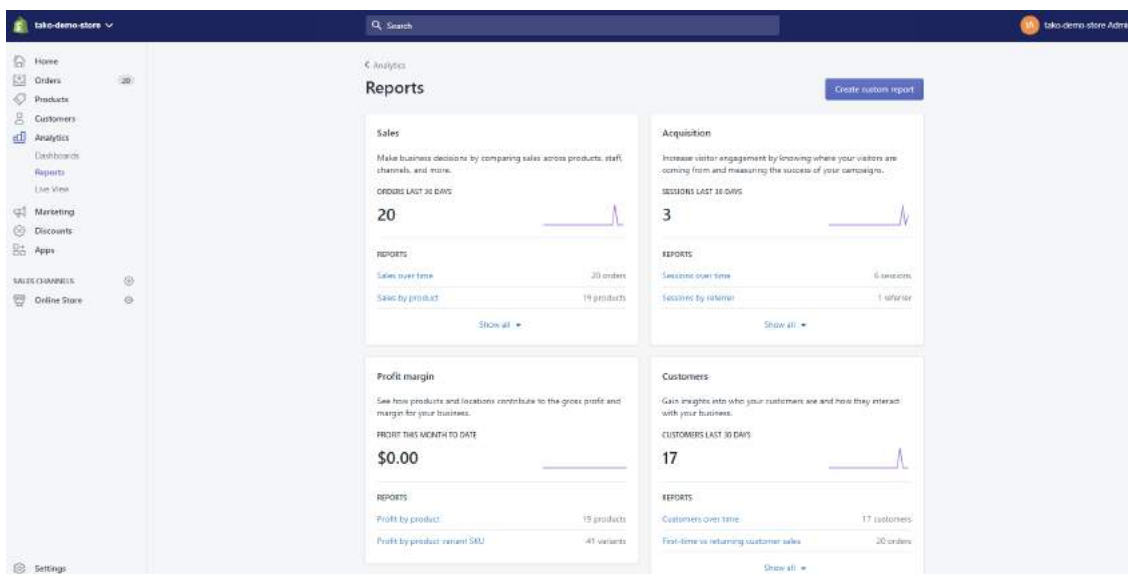 tako-demo-store
Search
tako-demo-store Admi
Home
Orders 20
Products
Customers
Analytics
Dashboards
Reports
Live View
Marketing
Discounts
Apps
SALES CHANNELS
Online Store
Settings
Analytics
Reports
Create custom report
Sales
Make business decisions by comparing sales across products, staff,
channels, and more.
ORDERS LAST 30 DAYS
20
REPORTS
Sales over time 20 orders
Sales by product 19 products
Show all
Acquisition
Increase visitor engagement by knowing where your visitors are
coming from and measuring the success of your campaigns.
SESSIONS LAST 30 DAYS
3
REPORTS
Sessions over time 6 sessions
Sessions by referrer 1 referrer
Show all
Profit margin
See how products and locations contribute to the gross profit and
margin for your business.
PROFIT THIS MONTH TO DATE
$0.00
REPORTS
Profit by product 19 products
Profit by product variant SKU 41 variants
Customers
Gain insights into who your customers are and how they interact
with your business.
CUSTOMERS LAST 30 DAYS
17
REPORTS
Customers over time 17 customers
First-time vs returning customer sales 20 orders
Show all